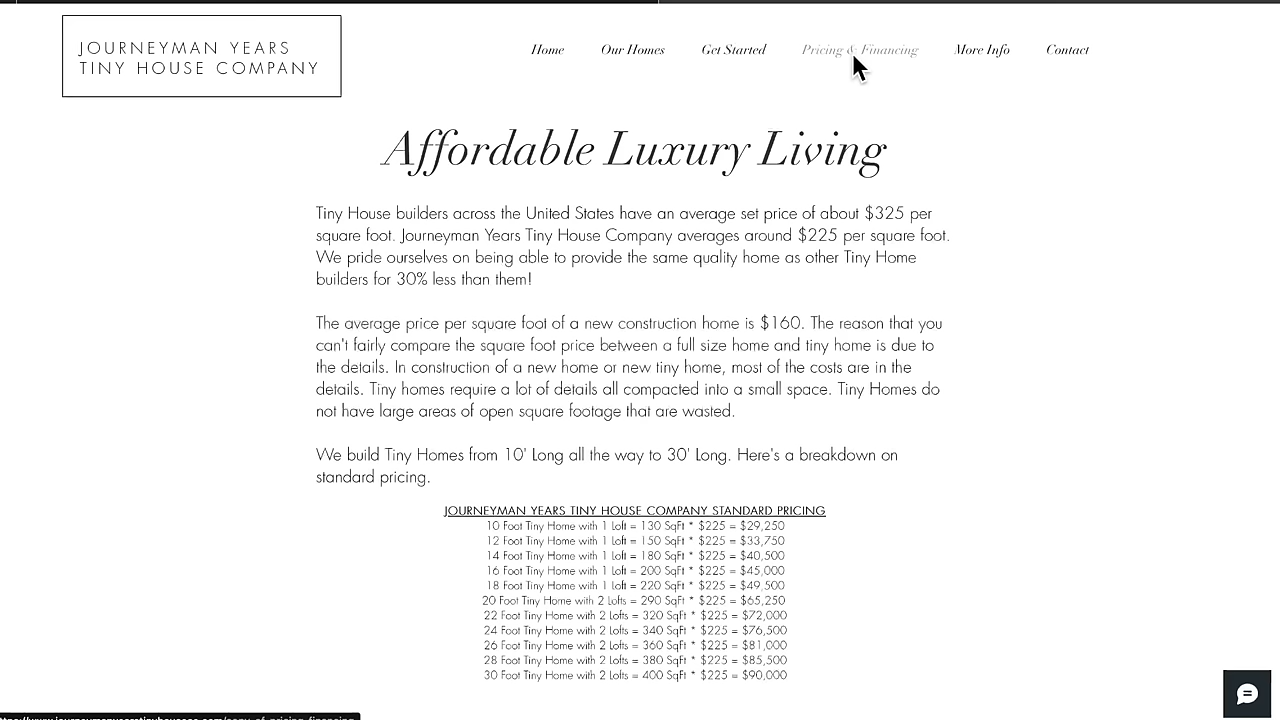 JOURNEYMAN YEARS
TINY HOUSE COMPANY
Home Our Homes Get Started Pricing & Financing More Info Contact
Affordable Luxury Living
Tiny House builders across the United States have an average set price of about $325 per
square foot. Journeyman Years Tiny House Company averages around $225 per square foot.
We pride ourselves on being able to provide the same quality home as other Tiny Home
builders for 30% less than them!
The average price per square foot of a new construction home is $160. The reason that you
can't fairly compare the square foot price between a full size home and tiny home is due to
the details. In construction of a new home or new tiny home, most of the costs are in the
details. Tiny homes require a lot of details all compacted into a small space. Tiny Homes do
not have large areas of open square footage that are wasted.
We build Tiny Homes from 10' Long all the way to 30' Long. Here's a breakdown on
standard pricing.
JOURNEYMAN YEARS TINY HOUSE COMPANY STANDARD PRICING
10 Foot Tiny Home with 1 Loft = 130 SqFt * $225 = $29,250
12 Foot Tiny Home with 1 Loft = 150 SqFt * $225 = $33,750
14 Foot Tiny Home with 1 Loft = 180 SqFt * $225 = $40,500
16 Foot Tiny Home with 1 Loft = 200 SqFt * $225 = $45,000
18 Foot Tiny Home with 1 Loft = 220 SqFt * $225 = $49,500
20 Foot Tiny Home with 2 Lofts = 290 SqFt * $225 = $65,250
22 Foot Tiny Home with 2 Lofts = 320 SqFt * $225 = $72,000
24 Foot Tiny Home with 2 Lofts = 340 SqFt * $225 = $76,500
26 Foot Tiny Home with 2 Lofts = 360 SqFt * $225 = $81,000
28 Foot Tiny Home with 2 Lofts = 380 SqFt * $225 = $85,500
30 Foot Tiny Home with 2 Lofts = 400 SqFt * $225 = $90,000